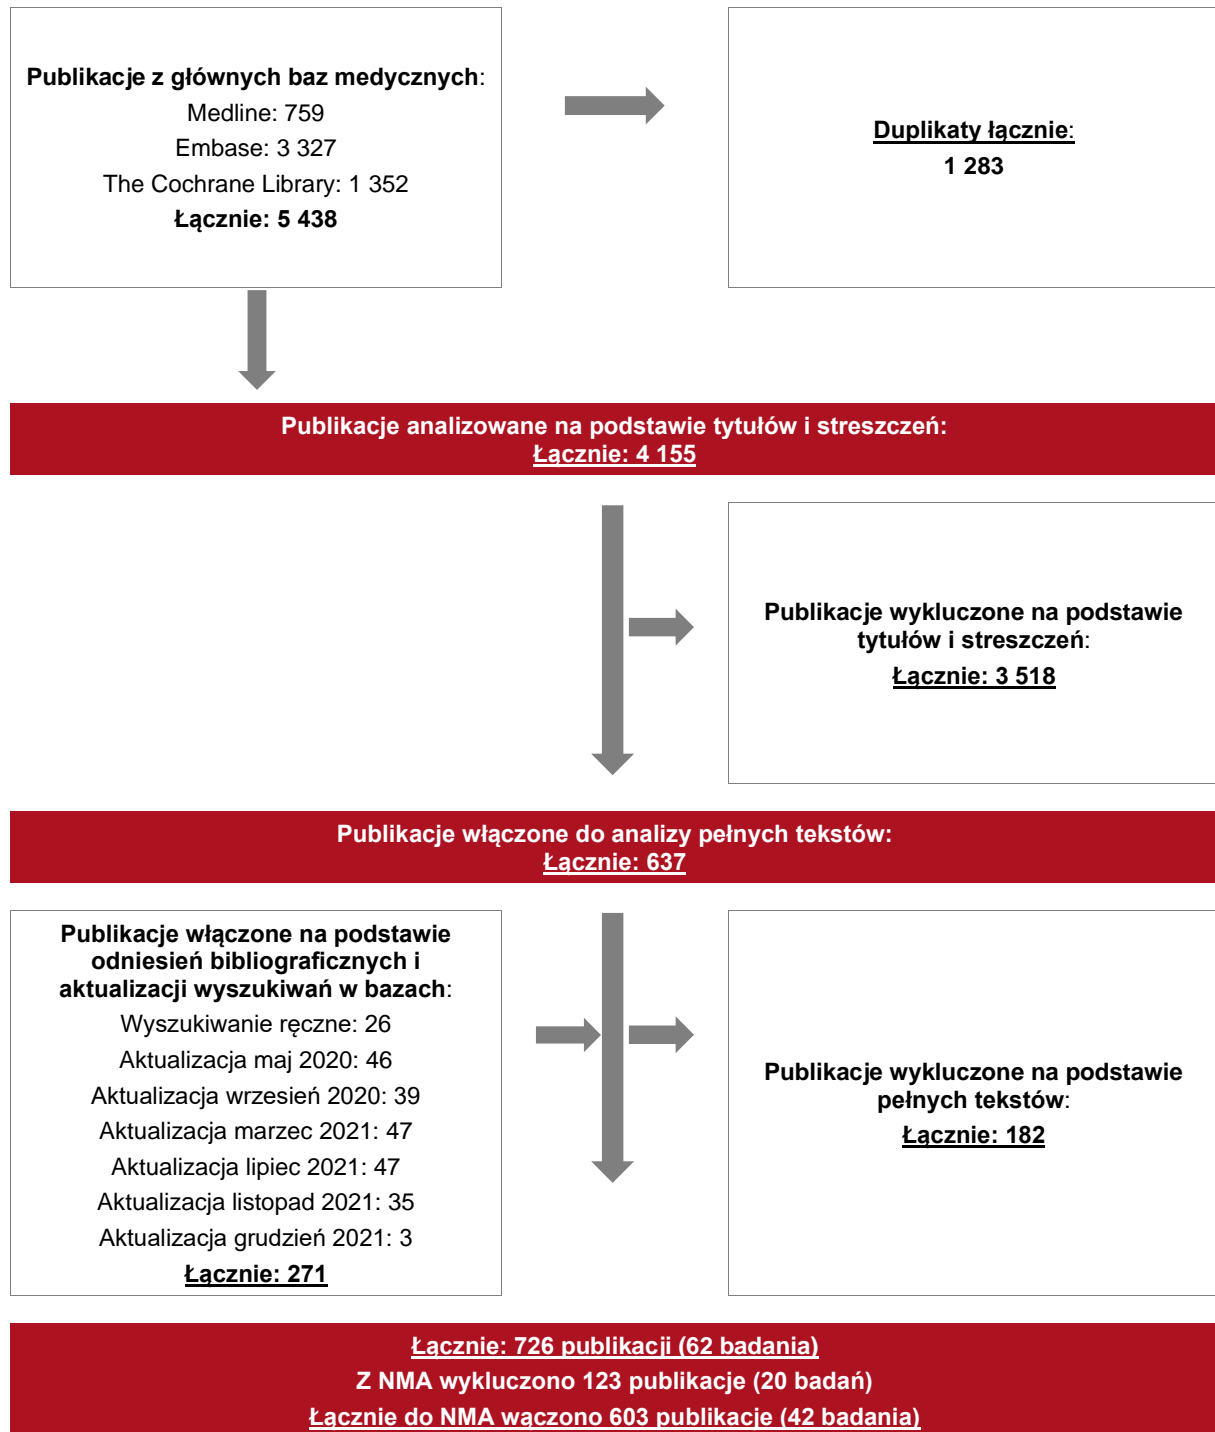 Publikacje z głównych baz medycznych:
Medline: 759
Embase: 3 327
The Cochrane Library: 1 352
Łącznie: 5 438
Duplikaty łącznie:
1 283
Publikacje analizowane na podstawie tytułów i streszczeń:
Łącznie: 4 155
Publikacje wykluczone na podstawie
tytułów i streszczeń:
Łącznie: 3 518
Publikacje włączone do analizy pełnych tekstów:
Łącznie: 637
Publikacje włączone na podstawie
odniesień bibliograficznych i
aktualizacji wyszukiwań w bazach:
Wyszukiwanie ręczne: 26
Aktualizacja maj 2020: 46
Aktualizacja wrzesień 2020: 39
Aktualizacja marzec 2021: 47
Aktualizacja lipiec 2021: 47
Aktualizacja listopad 2021: 35
Aktualizacja grudzień 2021: 3
Łącznie: 271
Publikacje wykluczone na podstawie
pełnych tekstów:
Łącznie: 182
Łącznie: 726 publikacji (62 badania)
Z NMA wykluczono 123 publikacje (20 badań)
Łącznie do NMA wączono 603 publikacje (42 badania)